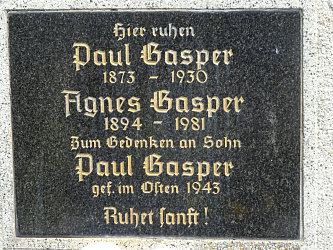 Hier ruhen
Paul Gasper
1873 - 1930
Agnes Gasper
1894 - 1981
Zum Gedenken an Sohn
Paul Gasper
gef. im Osten 1943
Ruhet sanft!